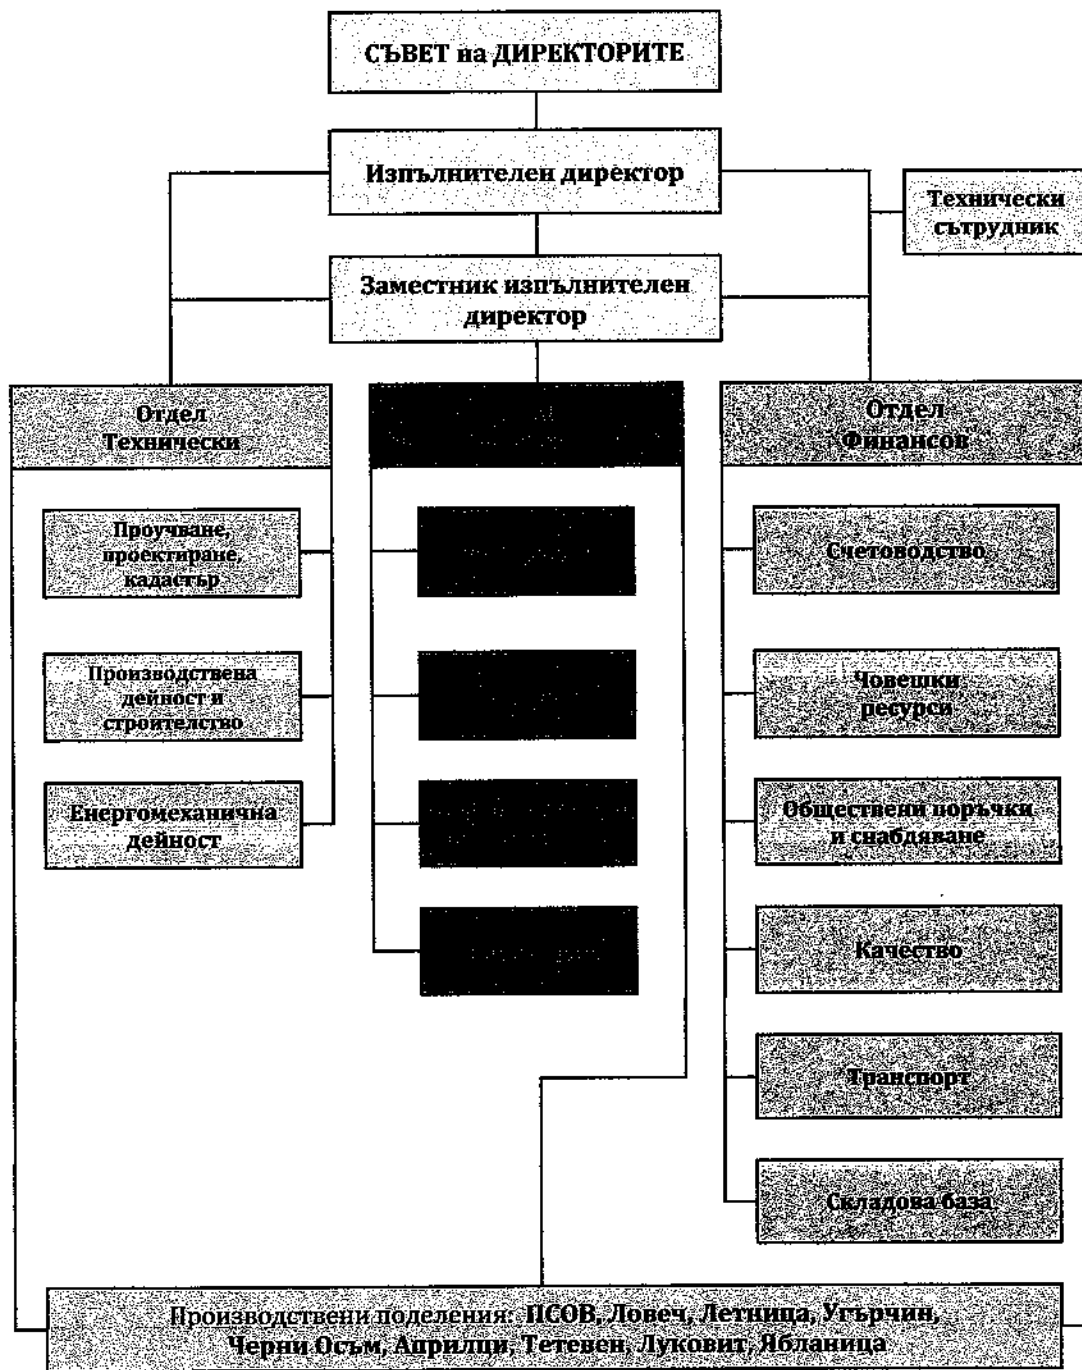 СЪВЕТ на ДИРЕКТОРИТЕ
Изпълнителен директор
Технически
сътрудник
Заместник изпълнителен
директор
Отдел
Технически
Проучване,
проектиране,
кадастър
Производствена
дейност и
строителство
Енергомеханична
дейност
Отдел
Финансов
Счетоводство
Човешки
ресурси
Обществени поръчки
и снабдяване
Качество
Транспорт
Складова база
Производствени поделения: ПСОВ, Ловеч, Летница, Угърчин,
Черни Осъм, Априлци, Тетевен, Луковит, Ябланица